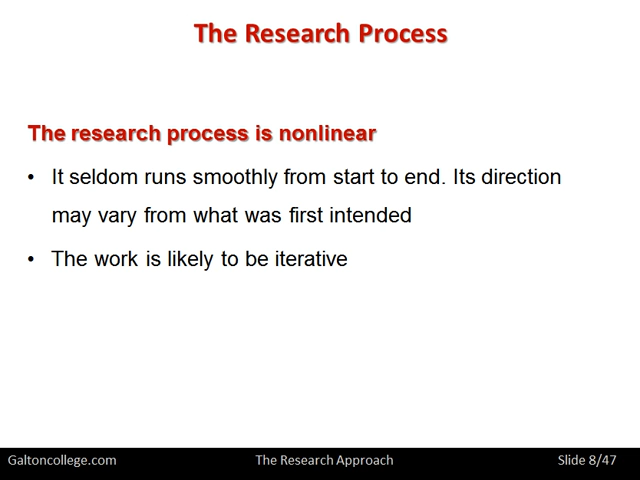 The Research Process
The research process is nonlinear
• It seldom runs smoothly from start to end. Its direction
may vary from what was first intended
• The work is likely to be iterative
Galtoncollege.com The Research Approach Slide 8/47